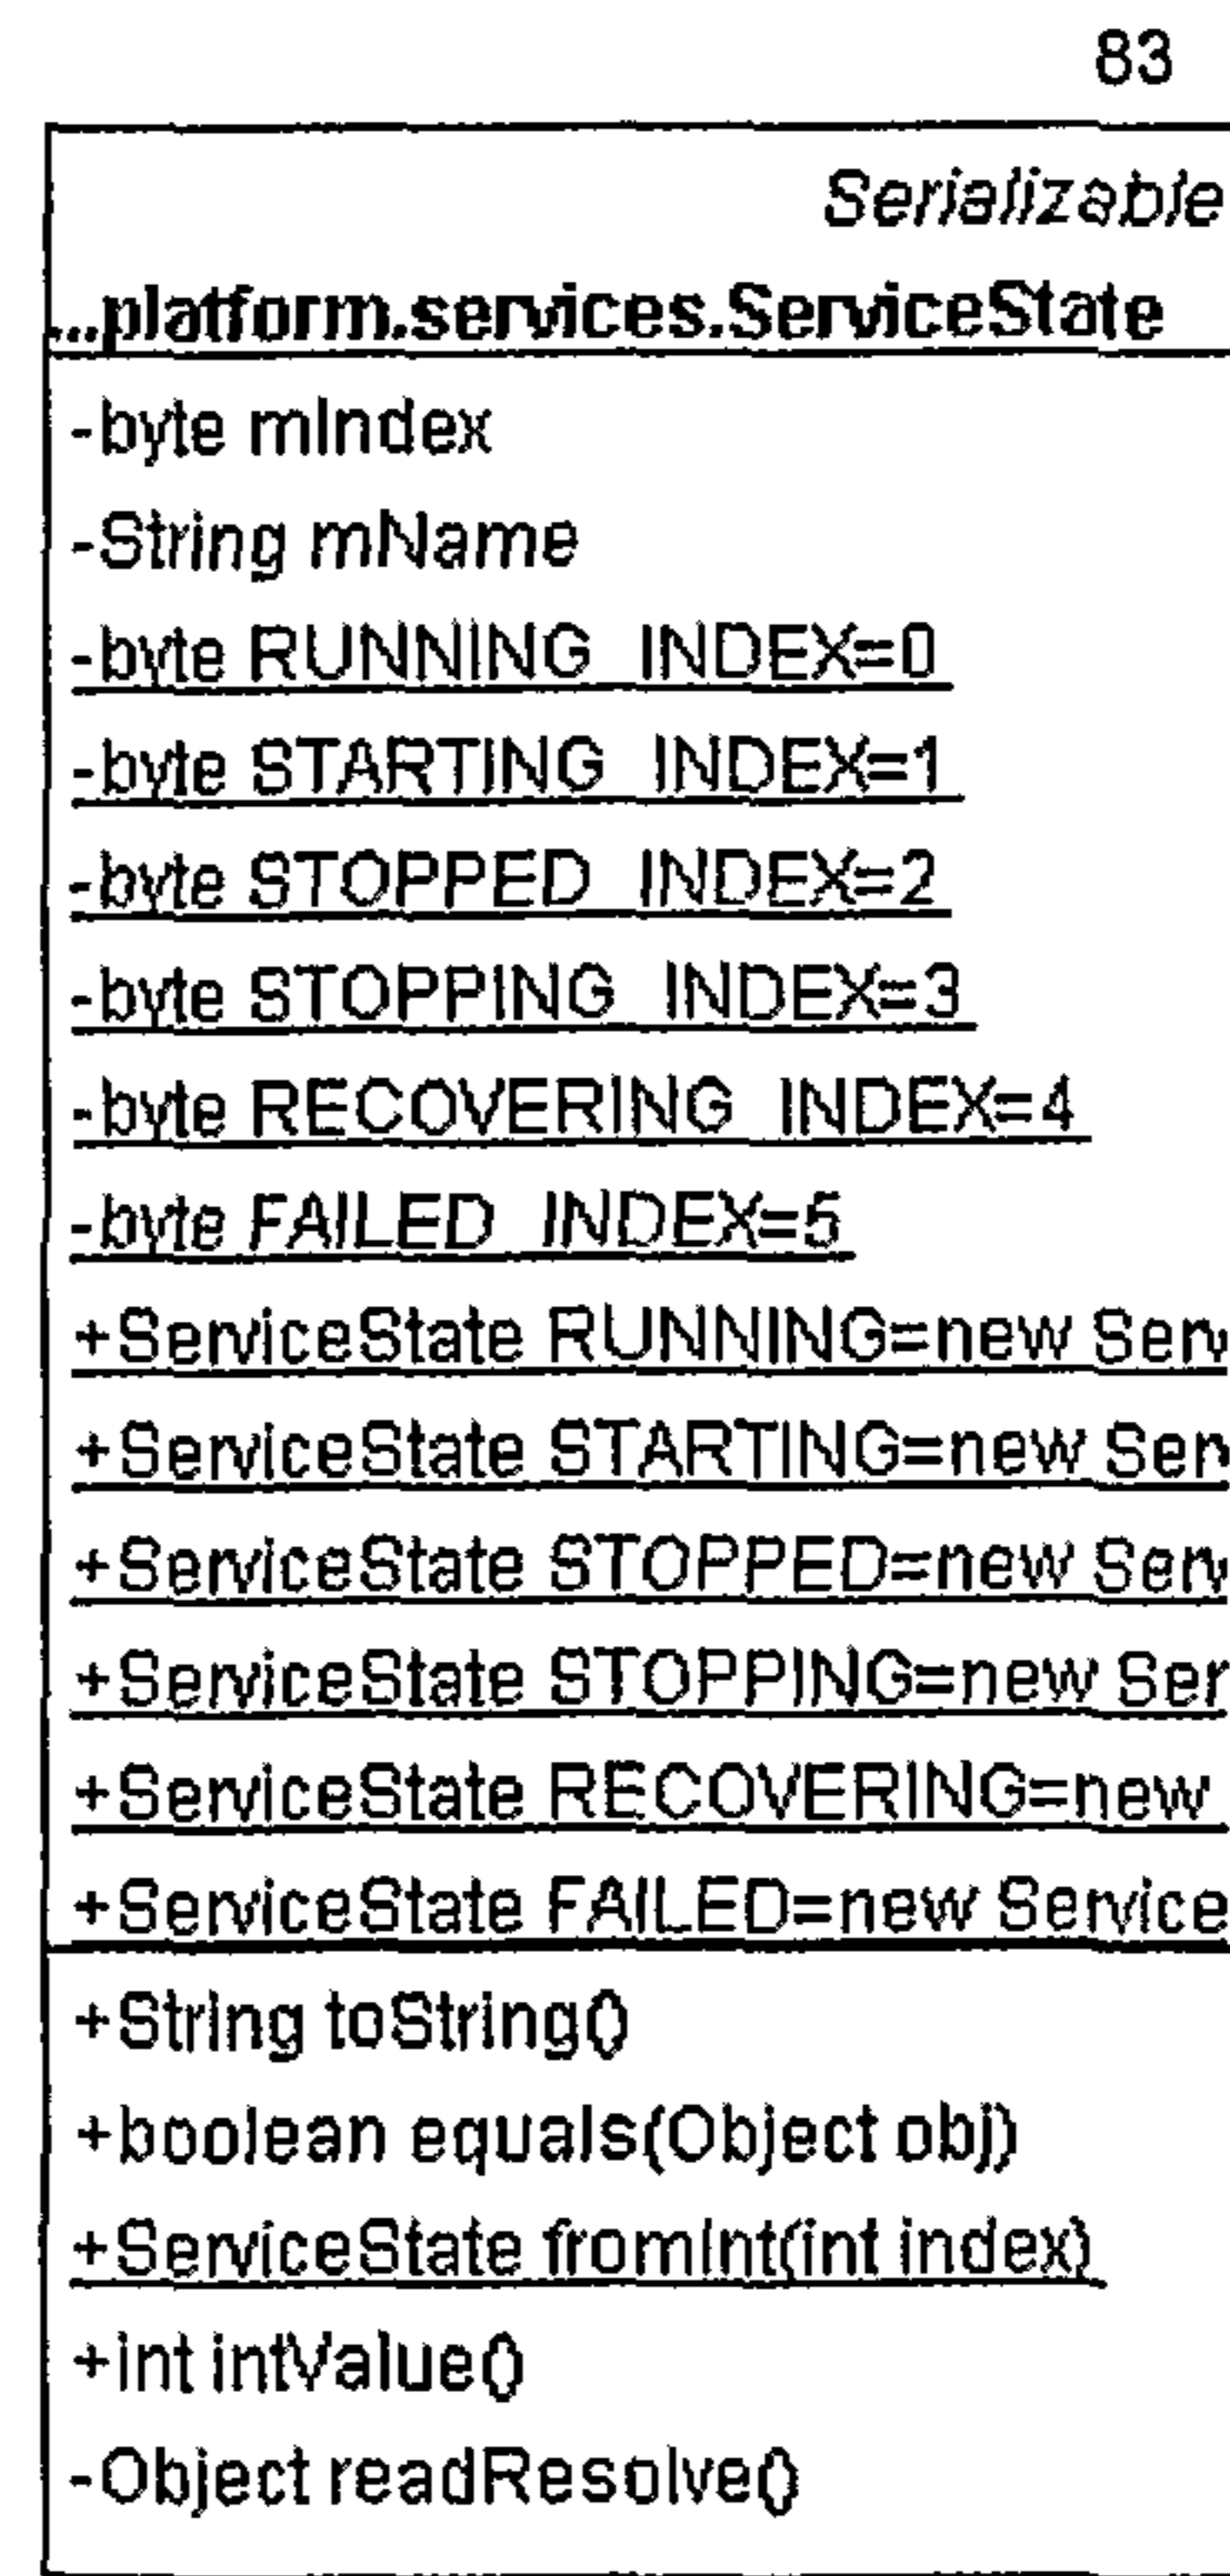 83
Serializable
...platform.services.ServiceState
-byte mIndex
-String mName
-byte RUNNING_INDEX=0
-byte STARTING_INDEX=1
-byte STOPPED_INDEX=2
-byte STOPPING_INDEX=3
-byte RECOVERING_INDEX=4
-byte FAILED_INDEX=5
+ServiceState RUNNING=new Serv
+ServiceState STARTING=new Ser
+ServiceState STOPPED=new Serv
+ServiceState STOPPING=new Ser
+ServiceState RECOVERING=new
+ServiceState FAILED=new Service
+String toString()
+boolean equals(Object obj)
+ServiceState fromInt(int index)
+int intValue()
-Object readResolve()